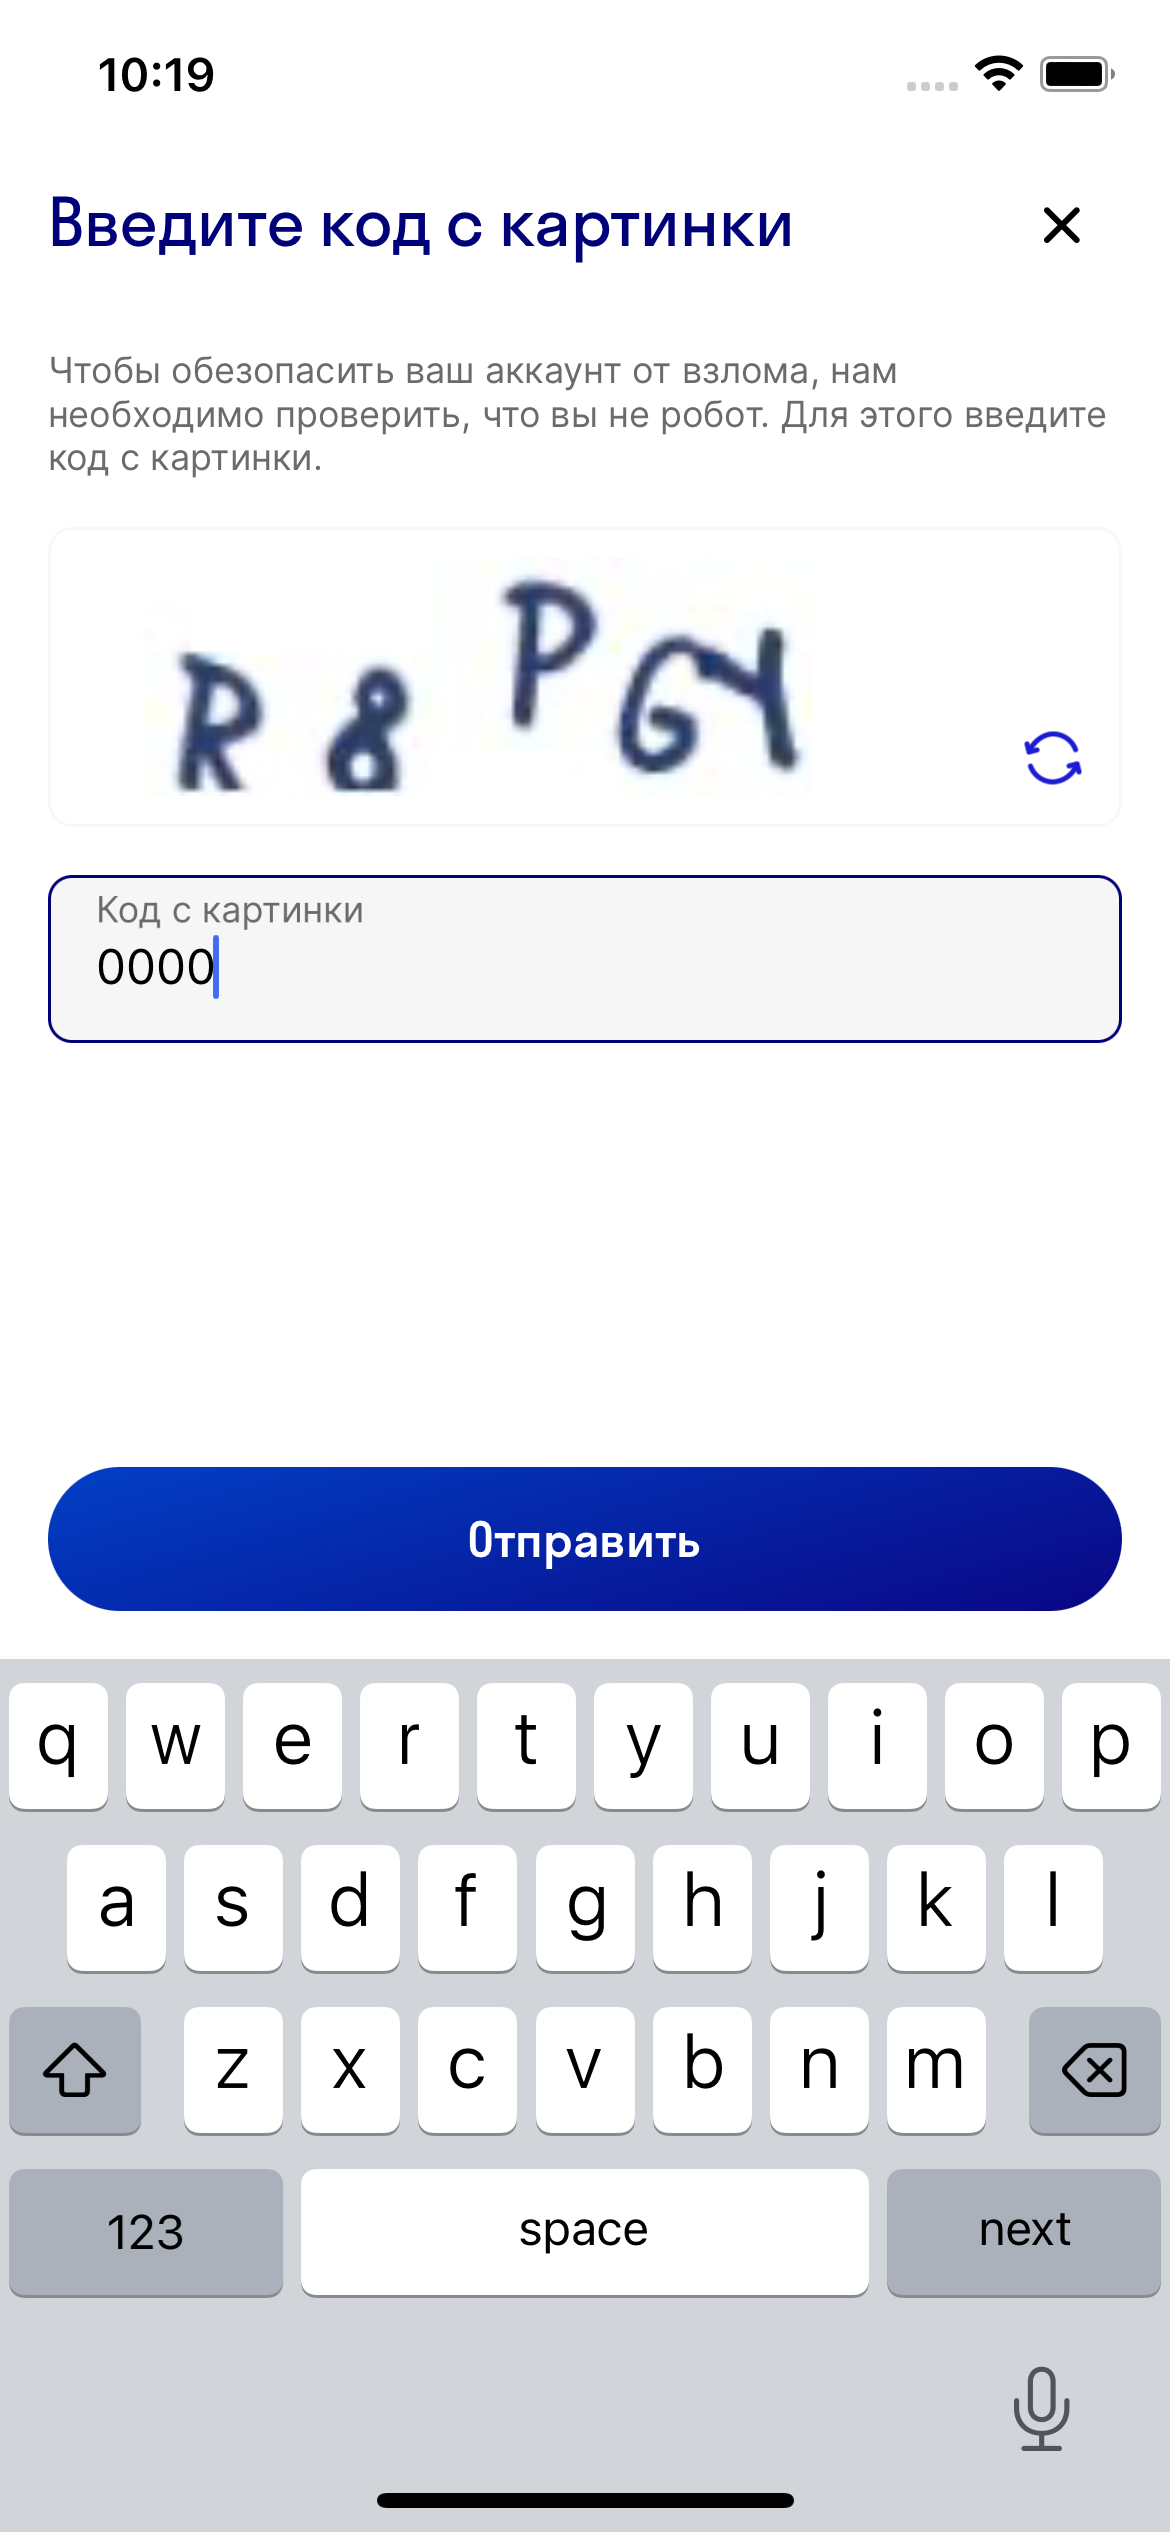 10:19
Введите код с картинки
Чтобы обезопасить ваш аккаунт от взлома, нам
необходимо проверить, что вы не робот. Для этого введите
код с картинки.
Код с картинки
0000
Отправить
q w e r t y u i o p
a s d f g h j k l
z x c v b n m
123 space next